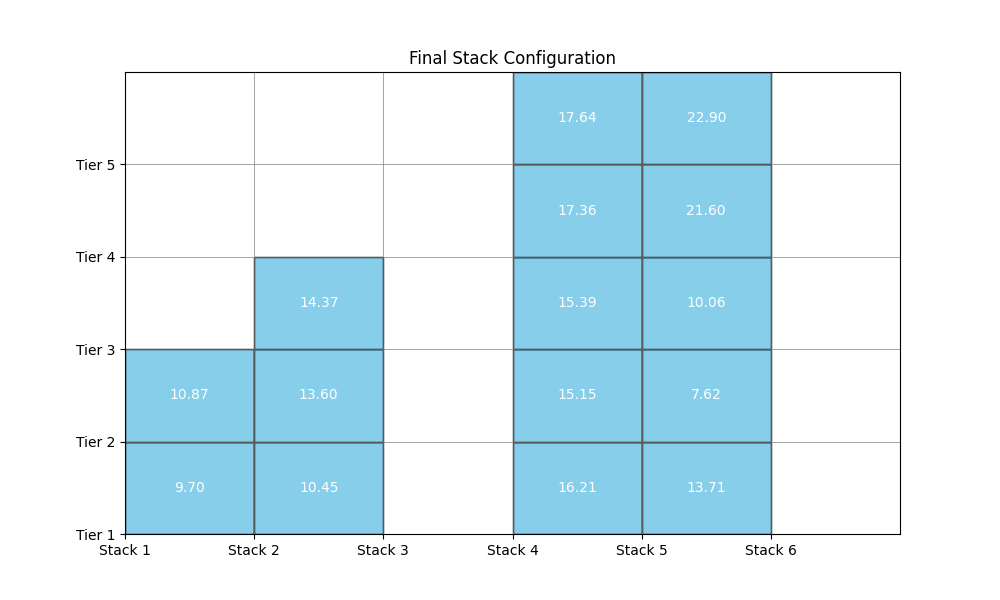 Final Stack Configuration
17.64 22.90
Tier 5
17.36 21.60
Tier 4
14.37 15.39 10.06
Tier 3
10.87 13.60 15.15 7.62
Tier 2
9.70 10.45 16.21 13.71
Tier 1
Stack 1 Stack 2 Stack 3 Stack 4 Stack 5 Stack 6